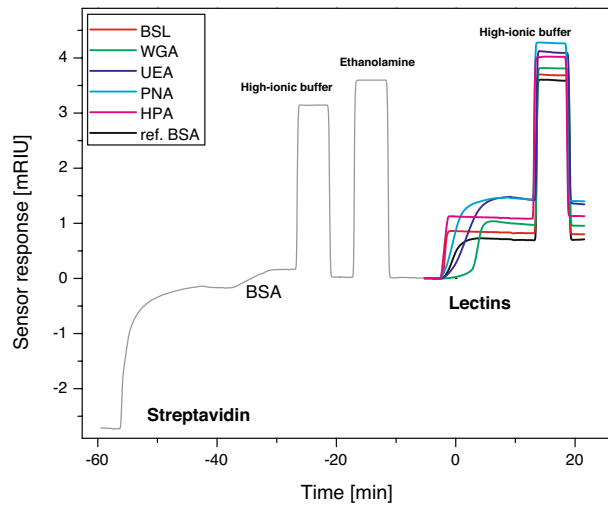 BSL
WGA
UEA
PNA
HPA
ref. BSA
High-ionic buffer
Ethanolamine
High-ionic buffer
BSA
Lectins
Streptavidin
Sensor response [mRIU]
4
3
2
1
0
-1
-2
-60
-40
-20
0
20
Time [min]